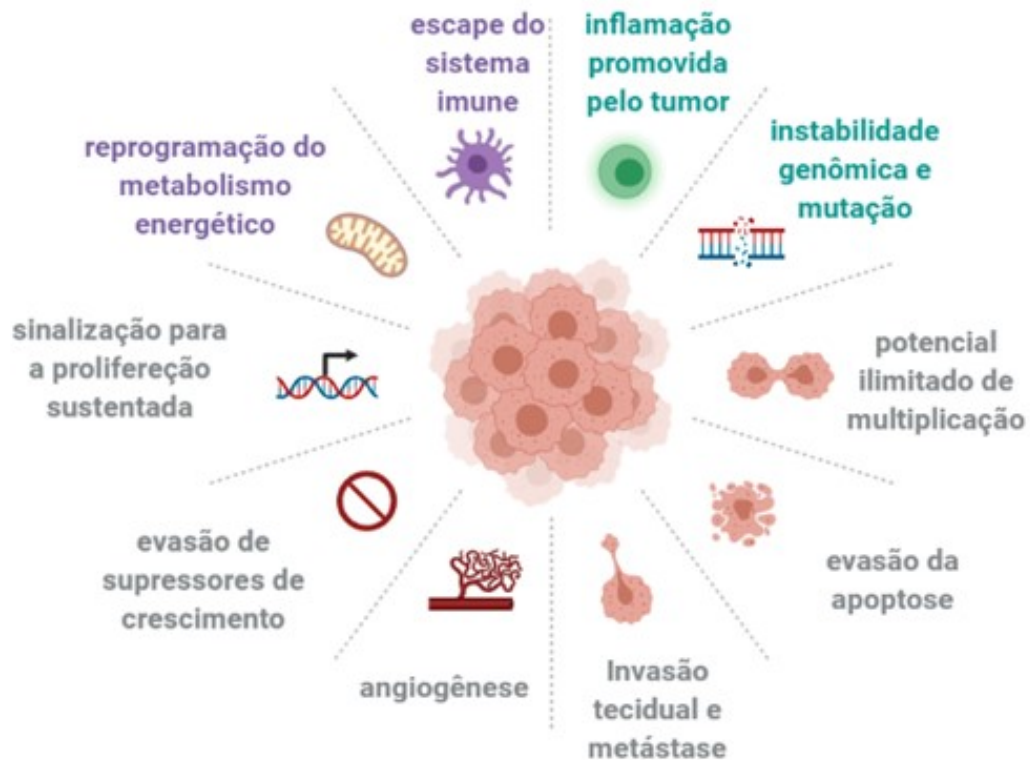 escape do
sistema
imune
inflamação
promovida
pelo tumor
instabilidade
genômica e
mutação
potencial
ilimitado de
multiplicação
evasão da
apoptose
Invasão
tecidual e
metástase
angiogênese
evasão de
supressores de
crescimento
sinalização para
a prolifereção
sustentada
reprogramação do
metabolismo
energético